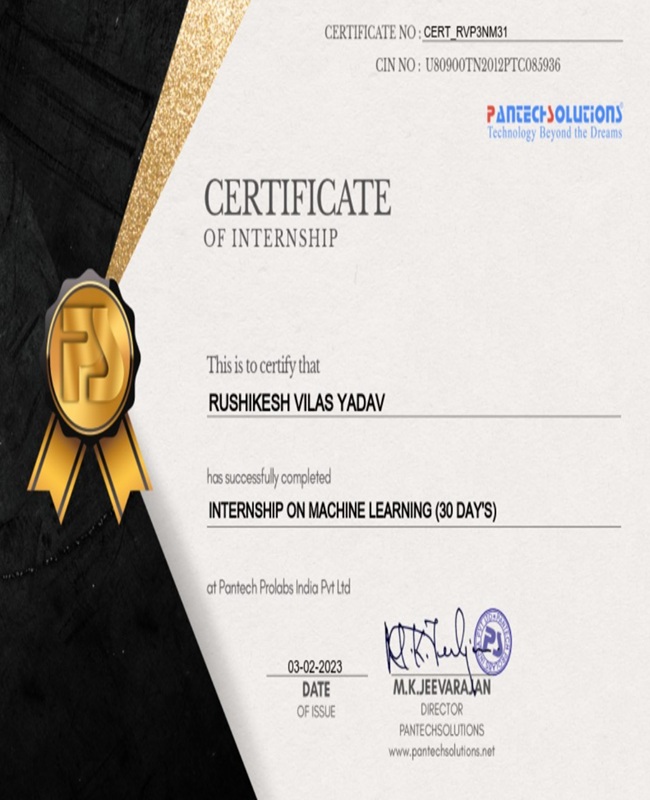 CERTIFICATE NO : CERT_RVP3NM31
CIN NO : U80900TN2012PTC085936
PANTECHSOLUTIONS
Technology Beyond the Dreams
CERTIFICATE
OF INTERNSHIP
This is to certify that
RUSHIKESH VILAS YADAV
has successfully completed
INTERNSHIP ON MACHINE LEARNING (30 DAY'S)
at Pantech Prolabs India Pvt Ltd
03-02-2023
DATE
OF ISSUE
M.K.JEEVARAJAN
DIRECTOR
PANTECHSOLUTIONS
www.pantechsolutions.net
PS